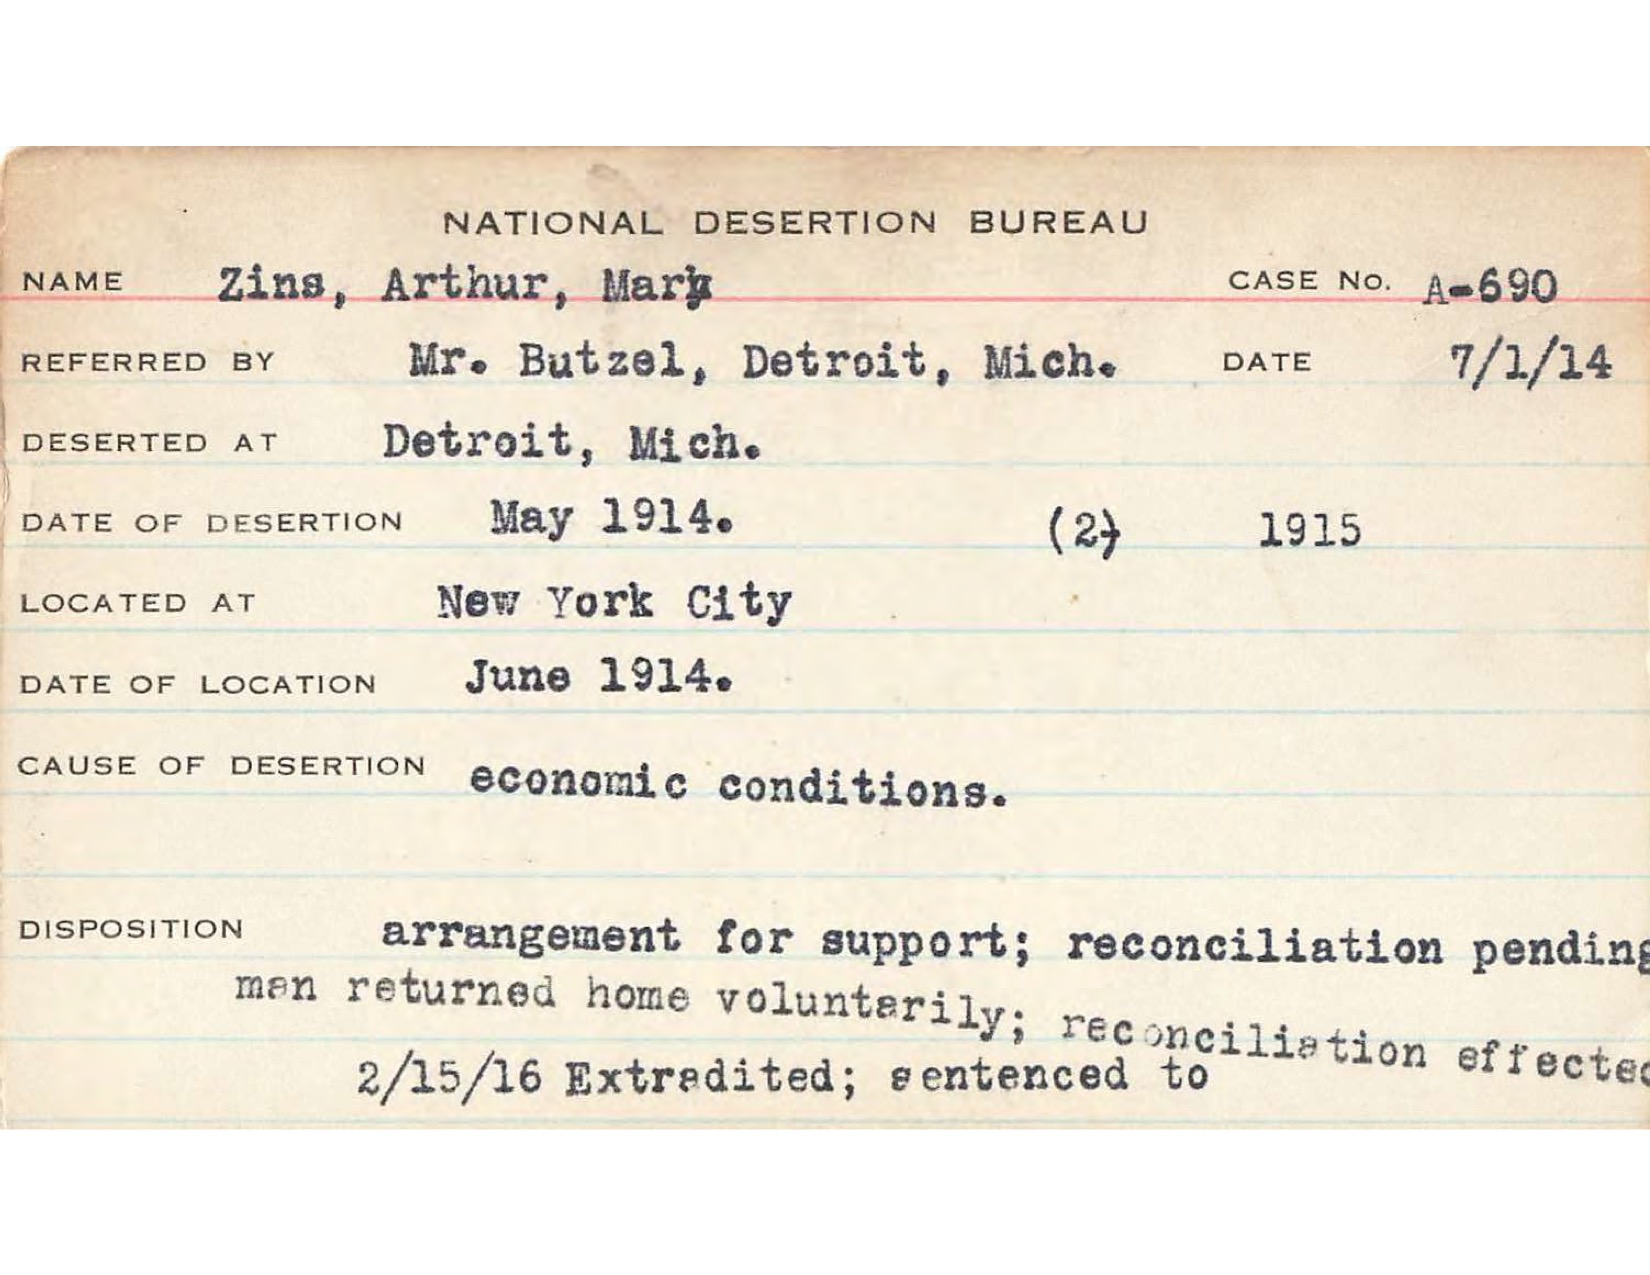 NATIONAL DESERTION BUREAU
NAME Zins, Arthur, CASE No. A-690
REFERRED BY Mr. Butzel, Detroit, Mich. DATE 7/1/14
DESERTED AT Detroit, Mich.
DATE OF DESERTION May 1914. (2) 1915
LOCATED AT New York City
DATE OF LOCATION June 1914.
CAUSE OF DESERTION economic conditions.
DISPOSITION arrangement for support; reconciliation pending
man returned home voluntarily; reconciliation effected
2/15/16 Extradited; sentenced to